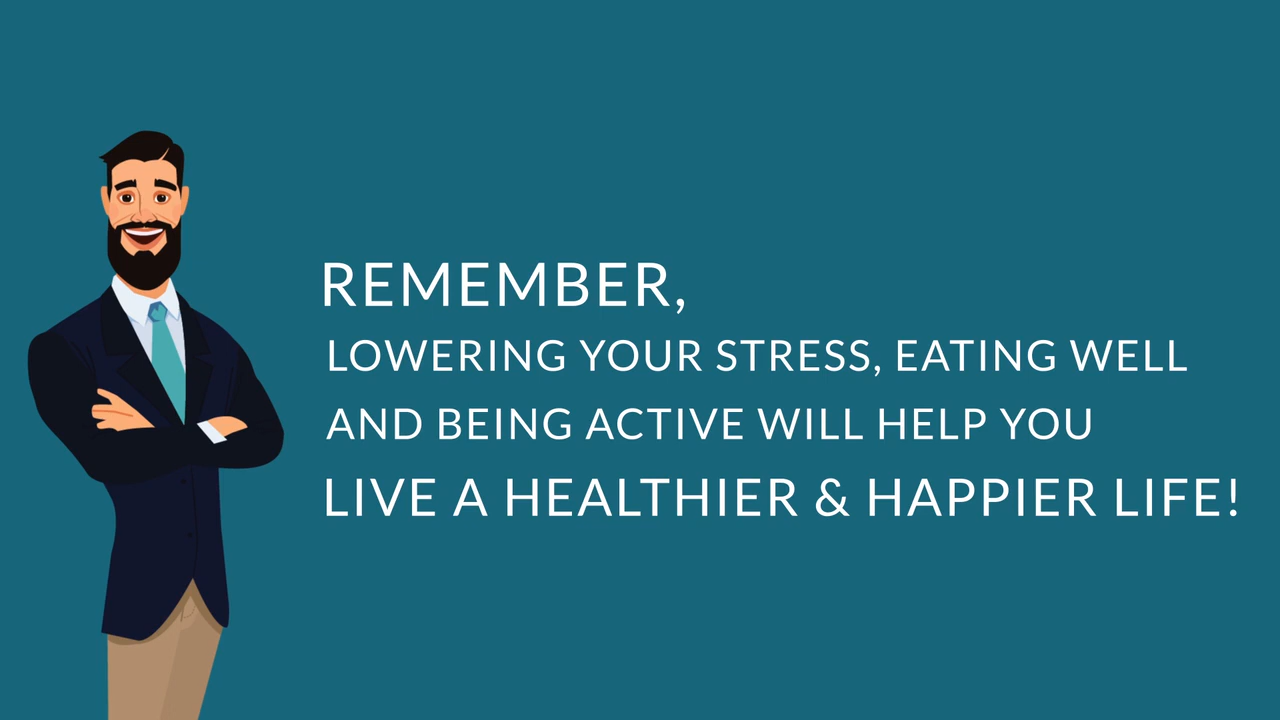 REMEMBER,
LOWERING YOUR STRESS, EATING WELL
AND BEING ACTIVE WILL HELP YOU
LIVE A HEALTHIER & HAPPIER LIFE!